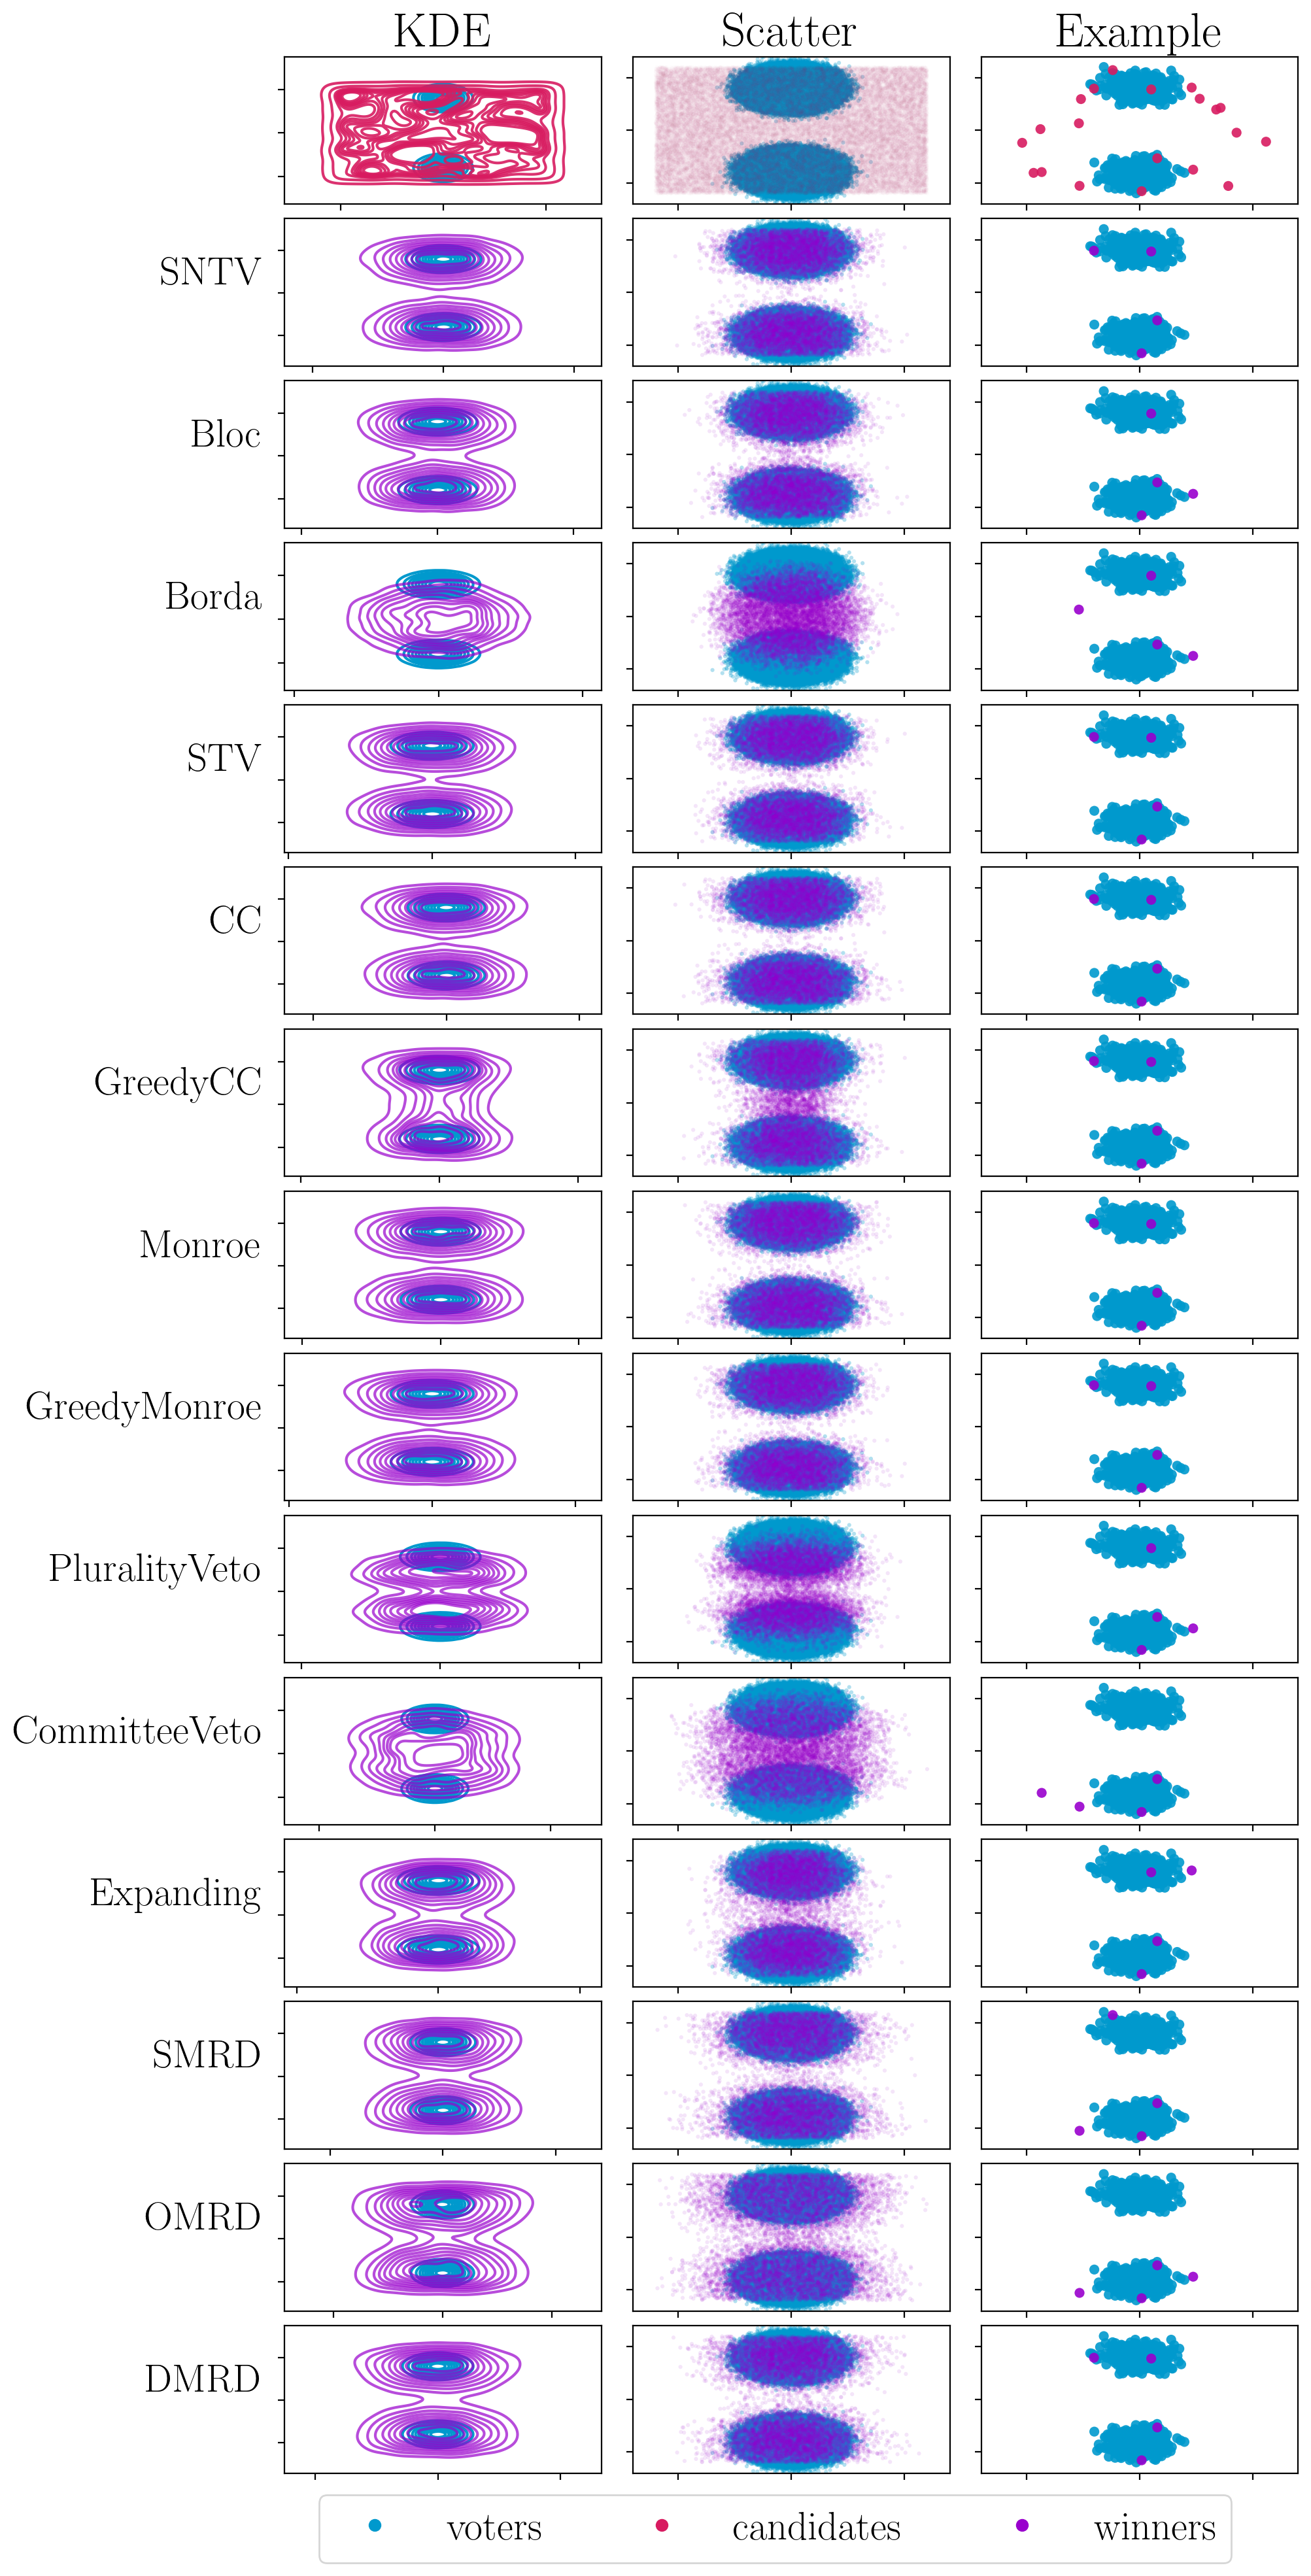 KDE Scatter Example
SNTV
Bloc
Borda
STV
CC
GreedyCC
Monroe
GreedyMonroe
PluralityVeto
CommitteeVeto
Expanding
SMRD
OMRD
DMRD
voters candidates winners